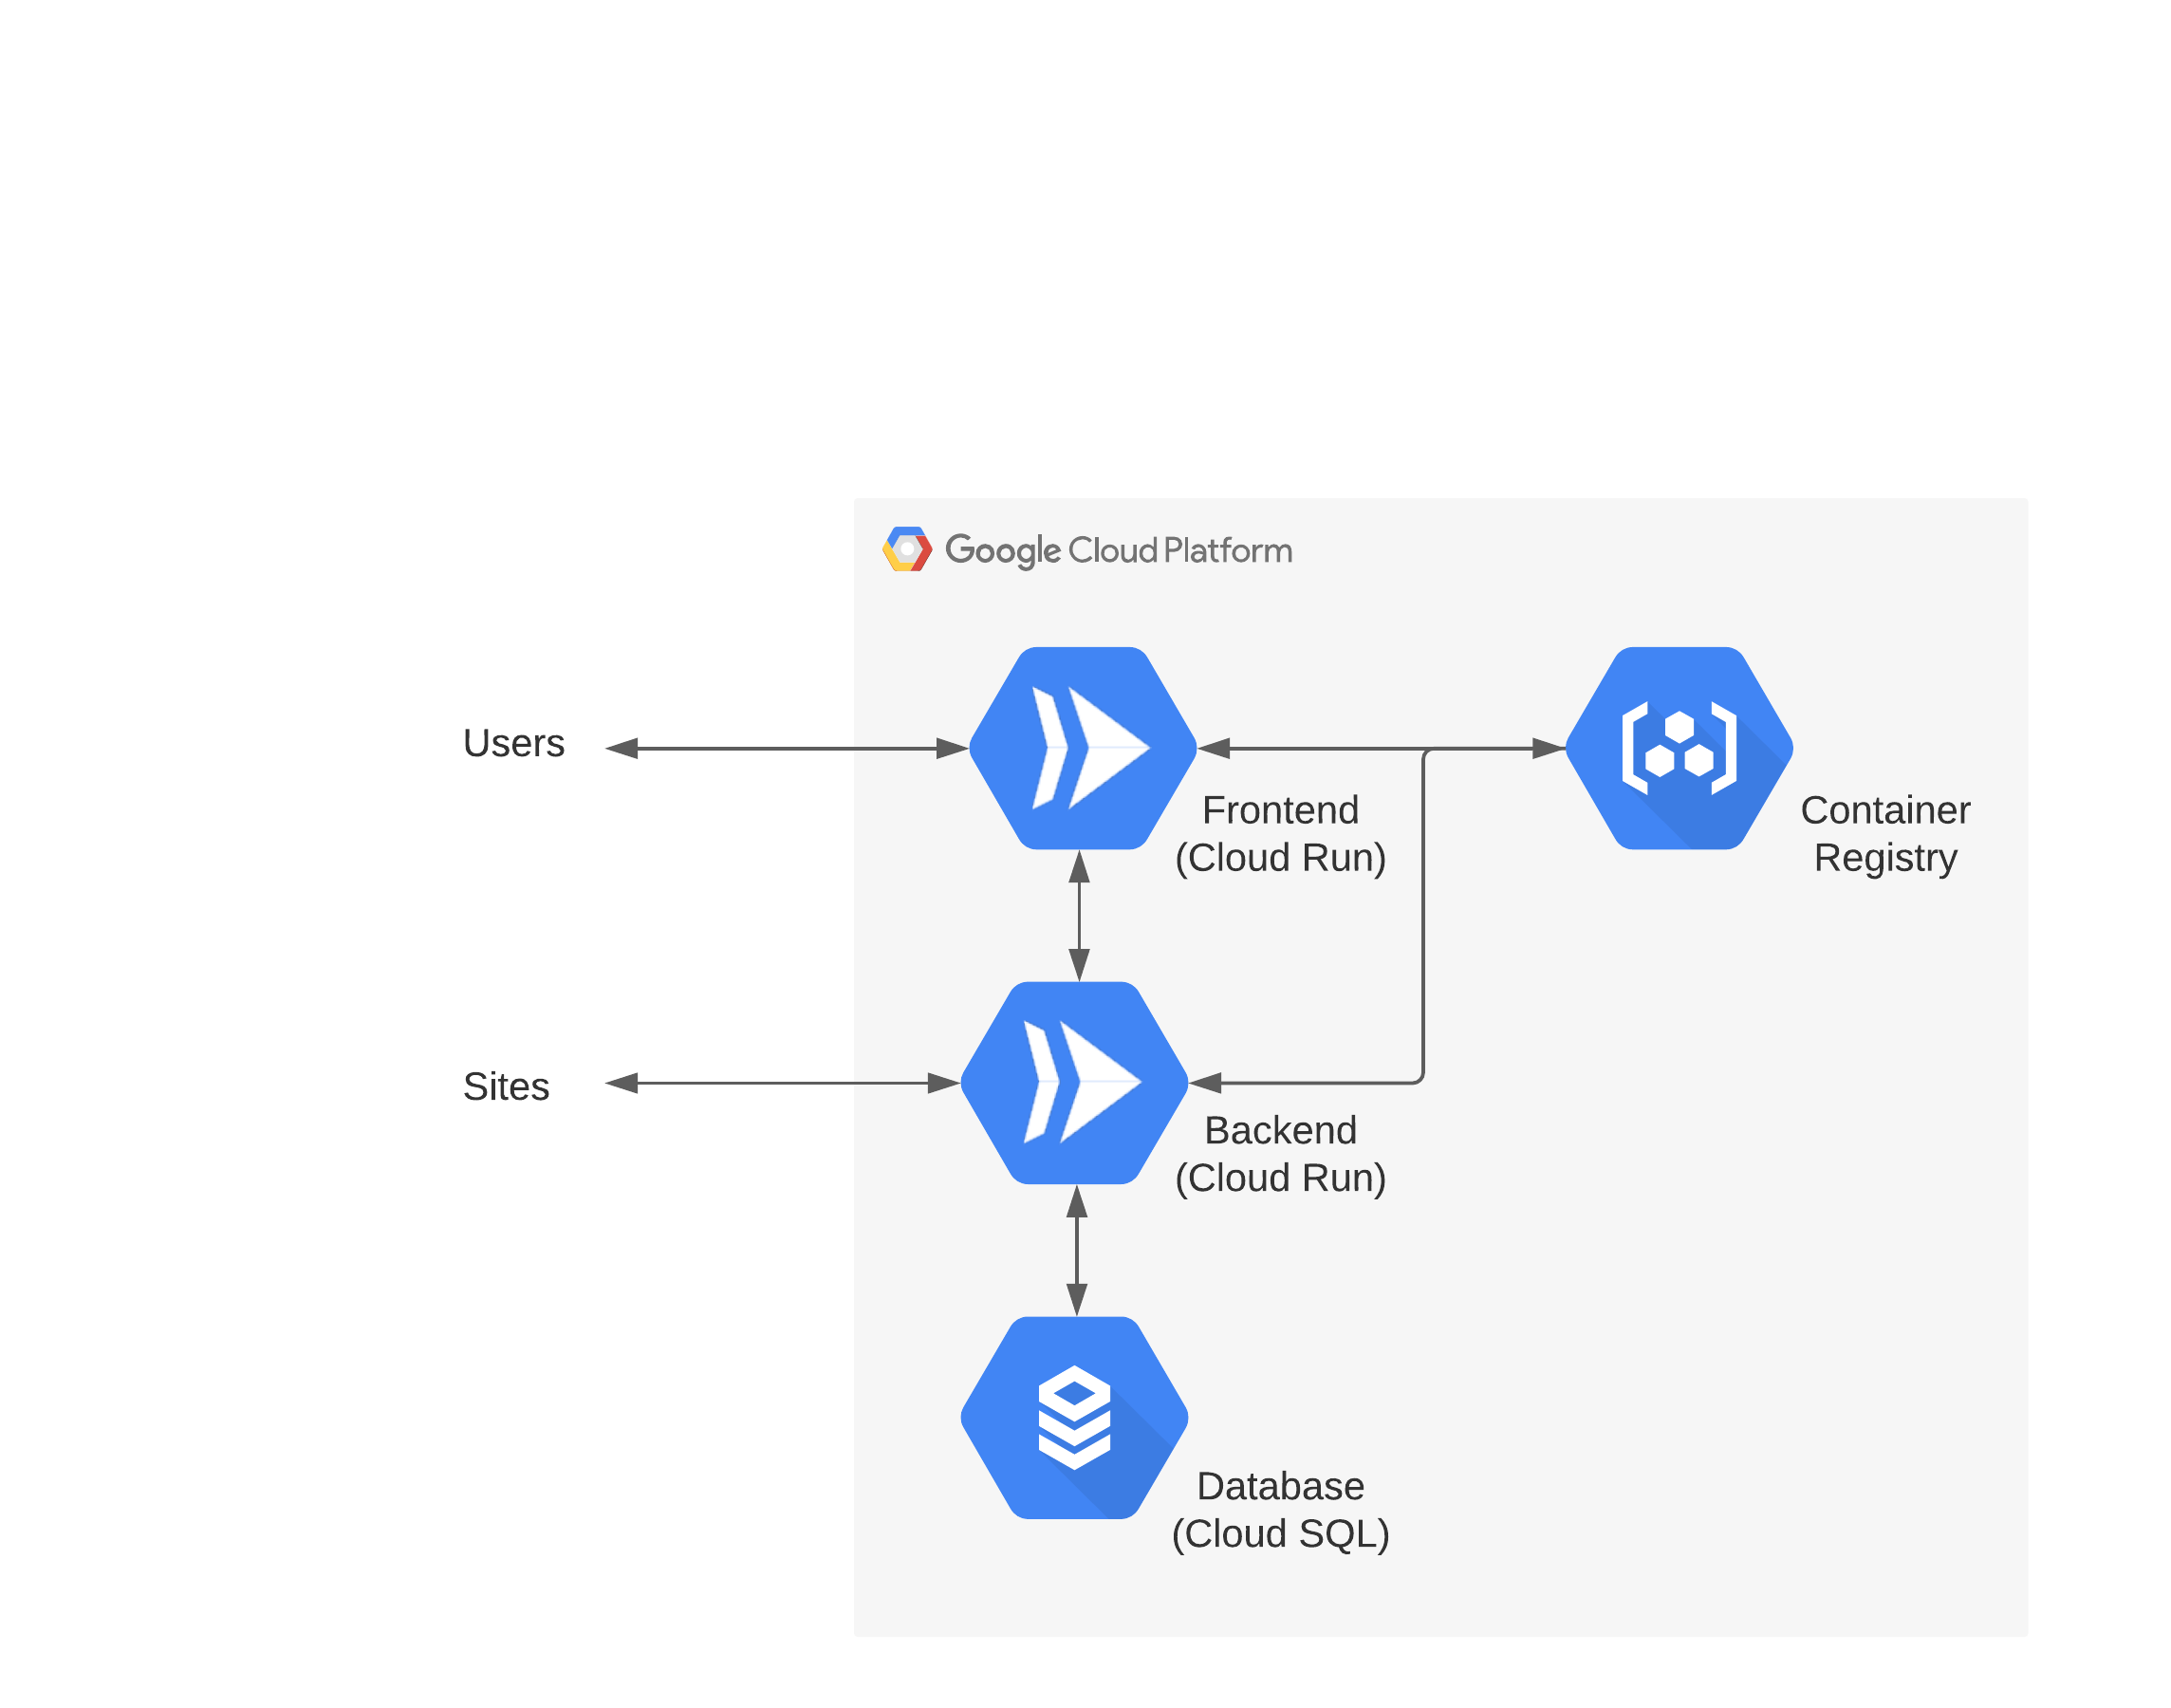 Google Cloud Platform
Users
Frontend
(Cloud Run)
Container
Registry
Sites
Backend
(Cloud Run)
Database
(Cloud SQL)